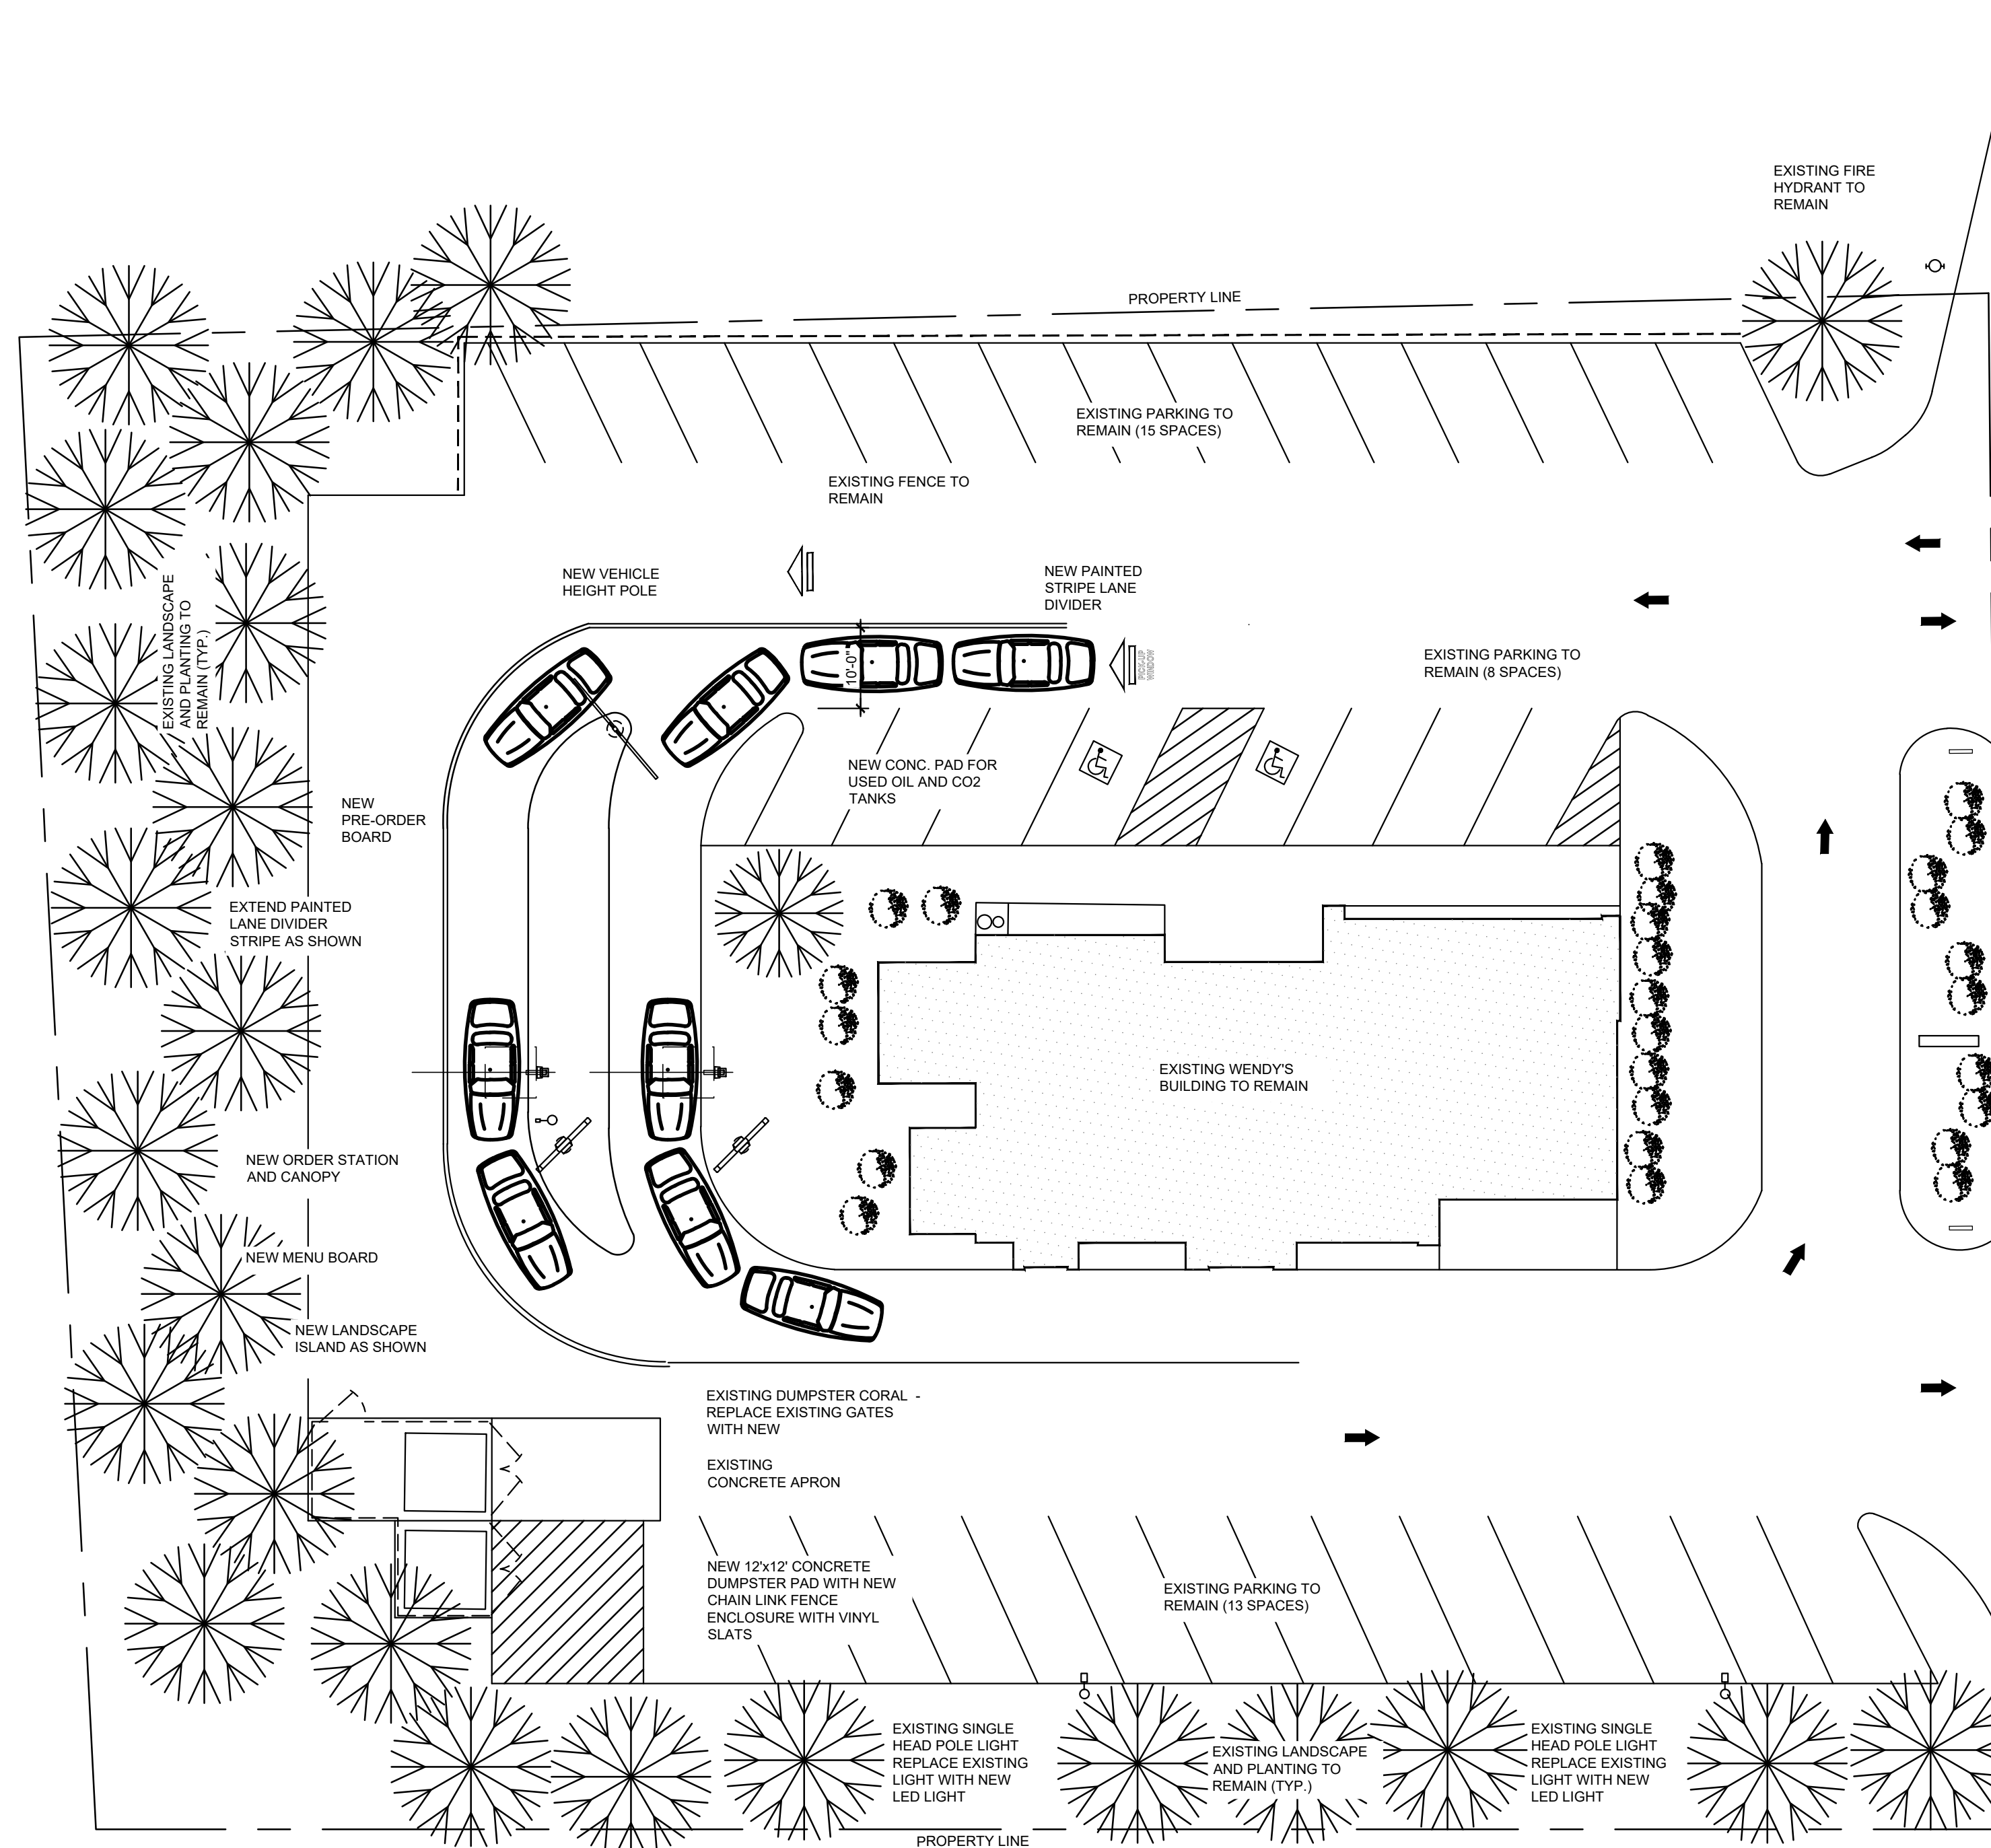 EXISTING FIRE
HYDRANT TO
REMAIN
PROPERTY LINE
EXISTING PARKING TO
REMAIN (15 SPACES)
EXISTING FENCE TO
REMAIN
NEW VEHICLE
HEIGHT POLE
NEW PAINTED
STRIPE LANE
DIVIDER
EXISTING LANDSCAPE
AND PLANTING TO
REMAIN (TYP.)
10'-0"
PICK-UP
WINDOW
EXISTING PARKING TO
REMAIN (8 SPACES)
NEW CONC. PAD FOR
USED OIL AND CO2
TANKS
NEW
PRE-ORDER
BOARD
EXTEND PAINTED
LANE DIVIDER
STRIPE AS SHOWN
EXISTING WENDY'S
BUILDING TO REMAIN
NEW ORDER STATION
AND CANOPY
NEW MENU BOARD
NEW LANDSCAPE
ISLAND AS SHOWN
EXISTING DUMPSTER CORAL -
REPLACE EXISTING GATES
WITH NEW
EXISTING
CONCRETE APRON
NEW 12'x12' CONCRETE
DUMPSTER PAD WITH NEW
CHAIN LINK FENCE
ENCLOSURE WITH VINYL
SLATS
EXISTING PARKING TO
REMAIN (13 SPACES)
EXISTING SINGLE
HEAD POLE LIGHT
REPLACE EXISTING
LIGHT WITH NEW
LED LIGHT
EXISTING LANDSCAPE
AND PLANTING TO
REMAIN (TYP.)
EXISTING SINGLE
HEAD POLE LIGHT
REPLACE EXISTING
LIGHT WITH NEW
LED LIGHT
PROPERTY LINE